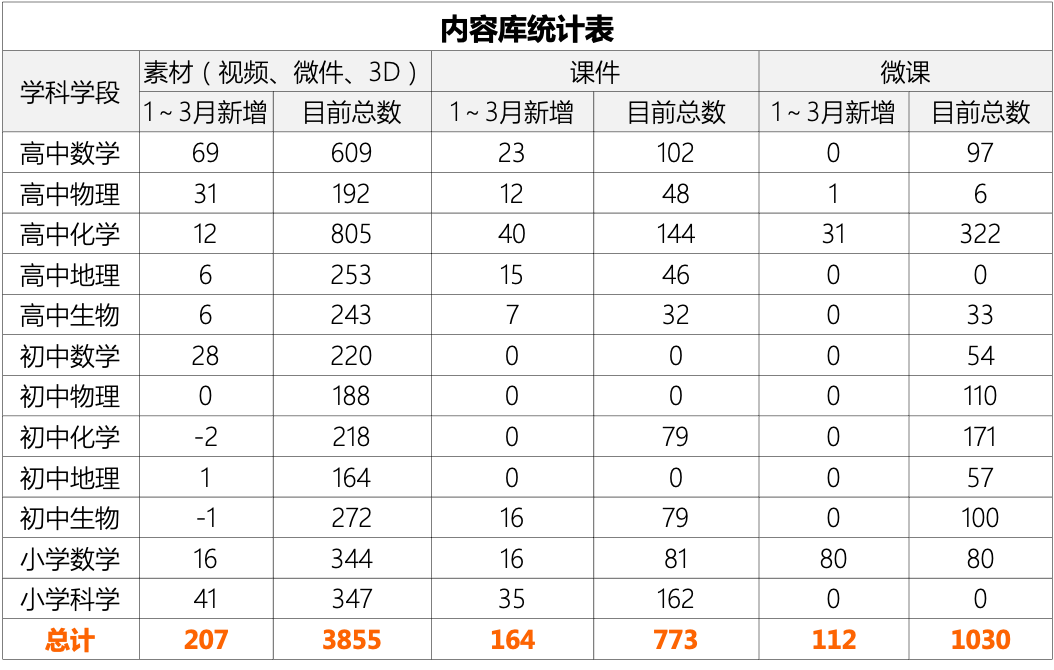 内容库统计表
学科学段 素材（视频、微件、3D） 课件 微课
1～3月新增 目前总数 1～3月新增 目前总数 1～3月新增 目前总数
高中数学 69 609 23 102 0 97
高中物理 31 192 12 48 1 6
高中化学 12 805 40 144 31 322
高中地理 6 253 15 46 0 0
高中生物 6 243 7 32 0 33
初中数学 28 220 0 0 0 54
初中物理 0 188 0 0 0 110
初中化学 -2 218 0 79 0 171
初中地理 1 164 0 0 0 57
初中生物 -1 272 16 79 0 100
小学数学 16 344 16 81 80 80
小学科学 41 347 35 162 0 0
总计 207 3855 164 773 112 1030